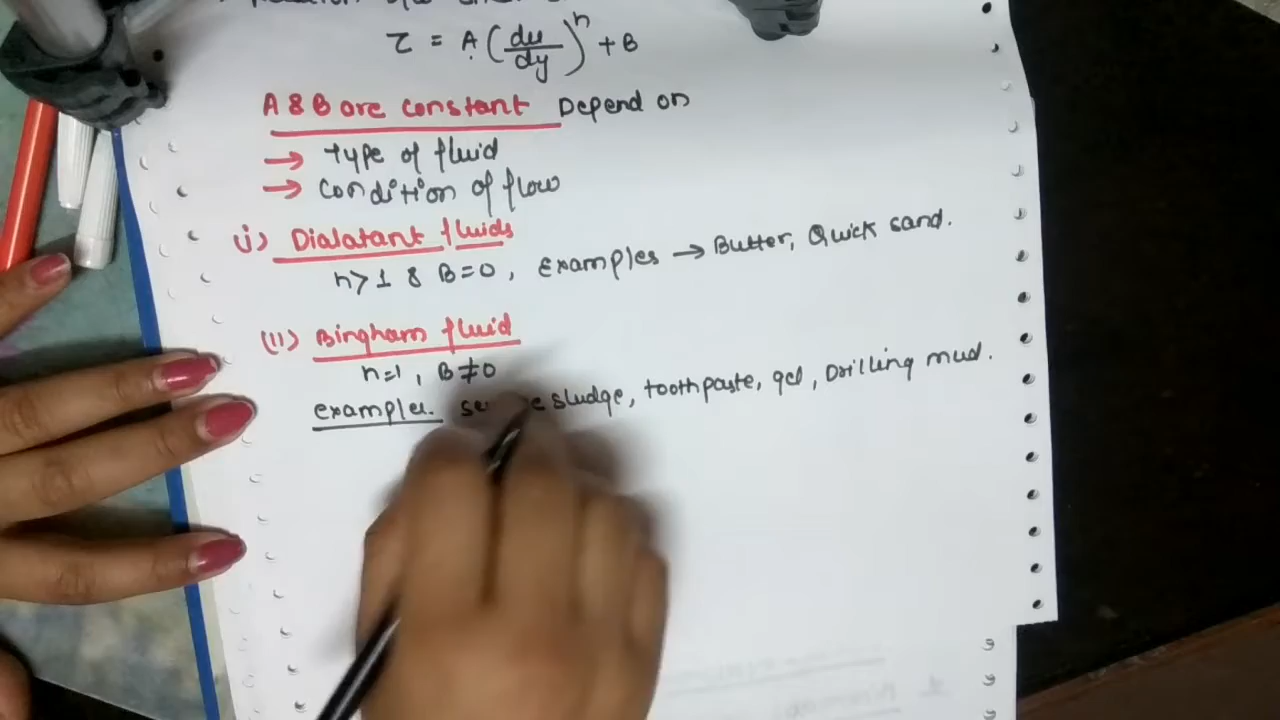 τ = A (du/dy)^n + B
A & B are constant Depend on
→ Type of fluid
→ Condition of flow
(i) Dialatant fluids
n > 1 & B = 0, Examples → Butter, Quick sand.
(ii) Bingham fluid
n=1, B ≠ 0
example. sludge, toothpaste, gel, Drilling mud.